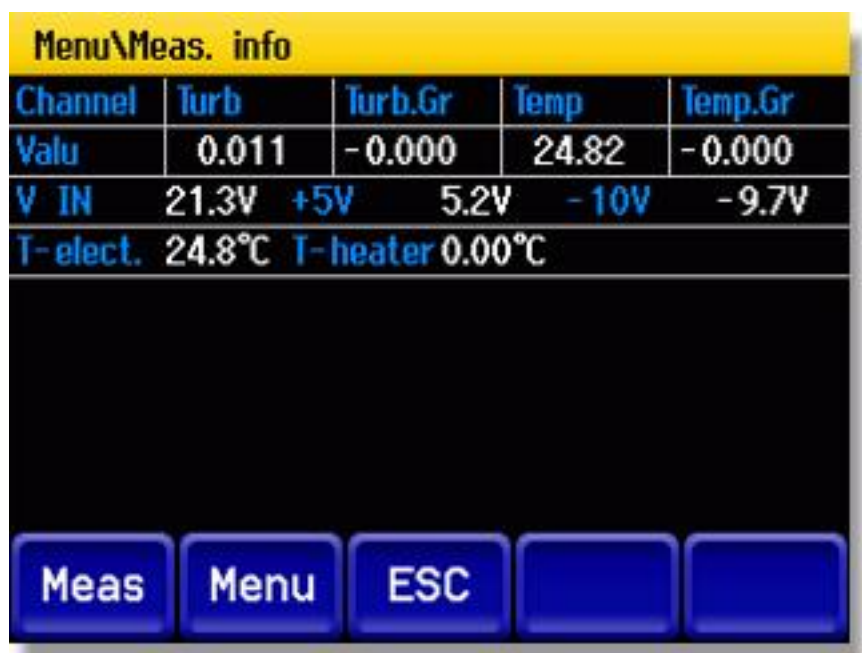 Menu\Meas. info
Channel Turb Turb.Gr Temp Temp.Gr
Valu 0.011 -0.000 24.82 -0.000
V IN 21.3V +5V 5.2V -10V -9.7V
T-elect. 24.8°C T-heater 0.00°C
Meas Menu ESC